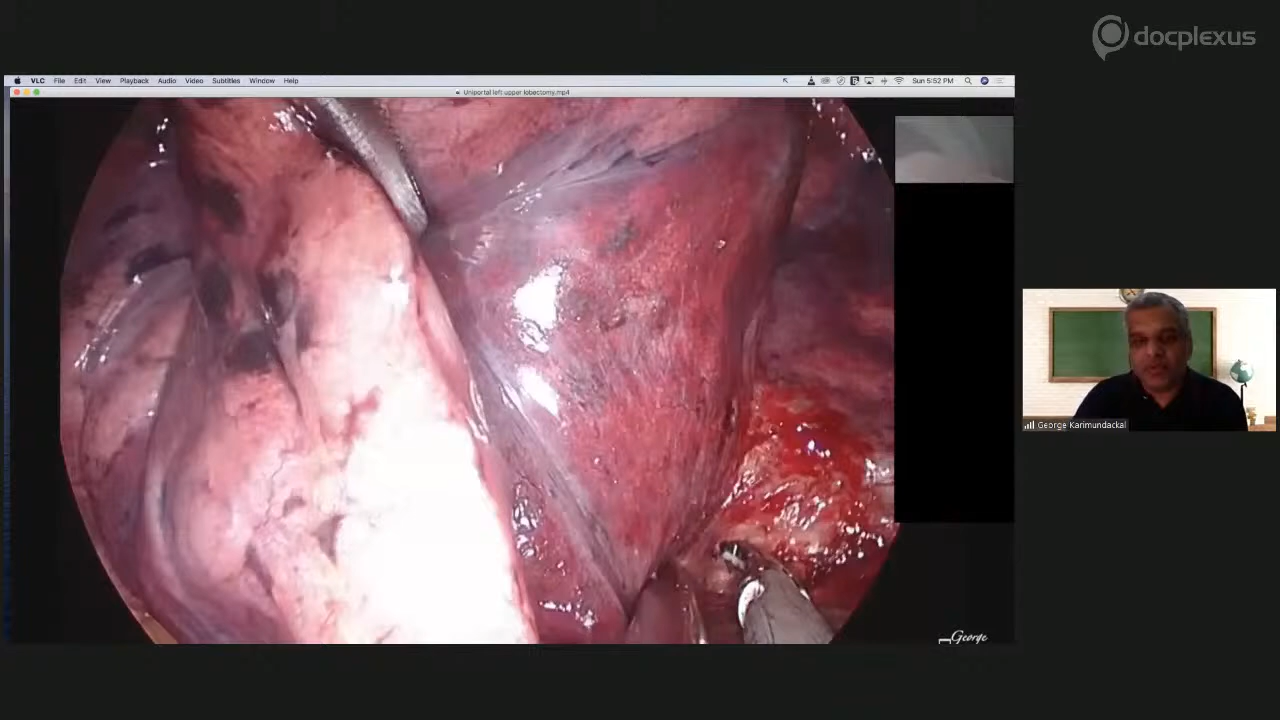 docplexus
VLC File Edit View Playback Audio Video Subtitles Window Help
Sun 5:52 PM
Uniportal left upper lobectomy.mp4
George Karimundackal
George